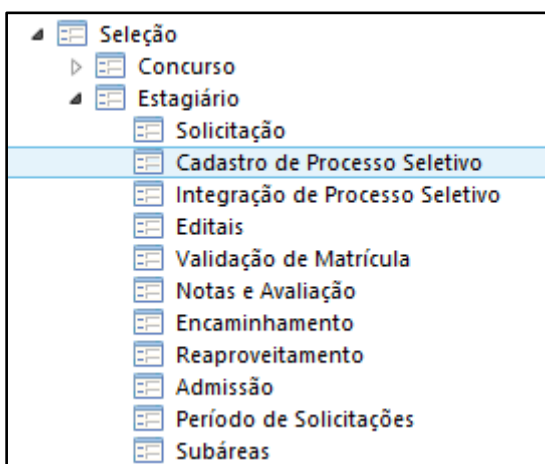 Seleção
Concurso
Estagiário
Solicitação
Cadastro de Processo Seletivo
Integração de Processo Seletivo
Editais
Validação de Matrícula
Notas e Avaliação
Encaminhamento
Reaproveitamento
Admissão
Período de Solicitações
Subáreas